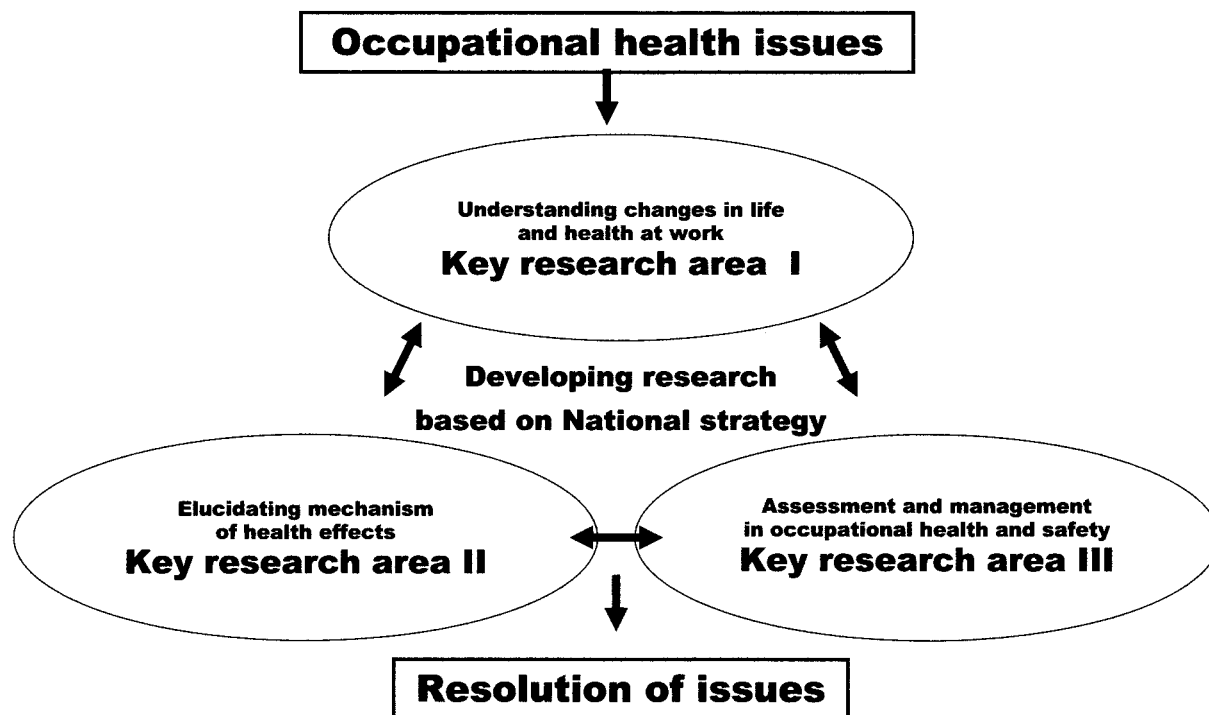 Occupational health issues
Understanding changes in life
and health at work
Key research area I
Developing research
based on National strategy
Elucidating mechanism
of health effects
Key research area II
Assessment and management
in occupational health and safety
Key research area III
Resolution of issues